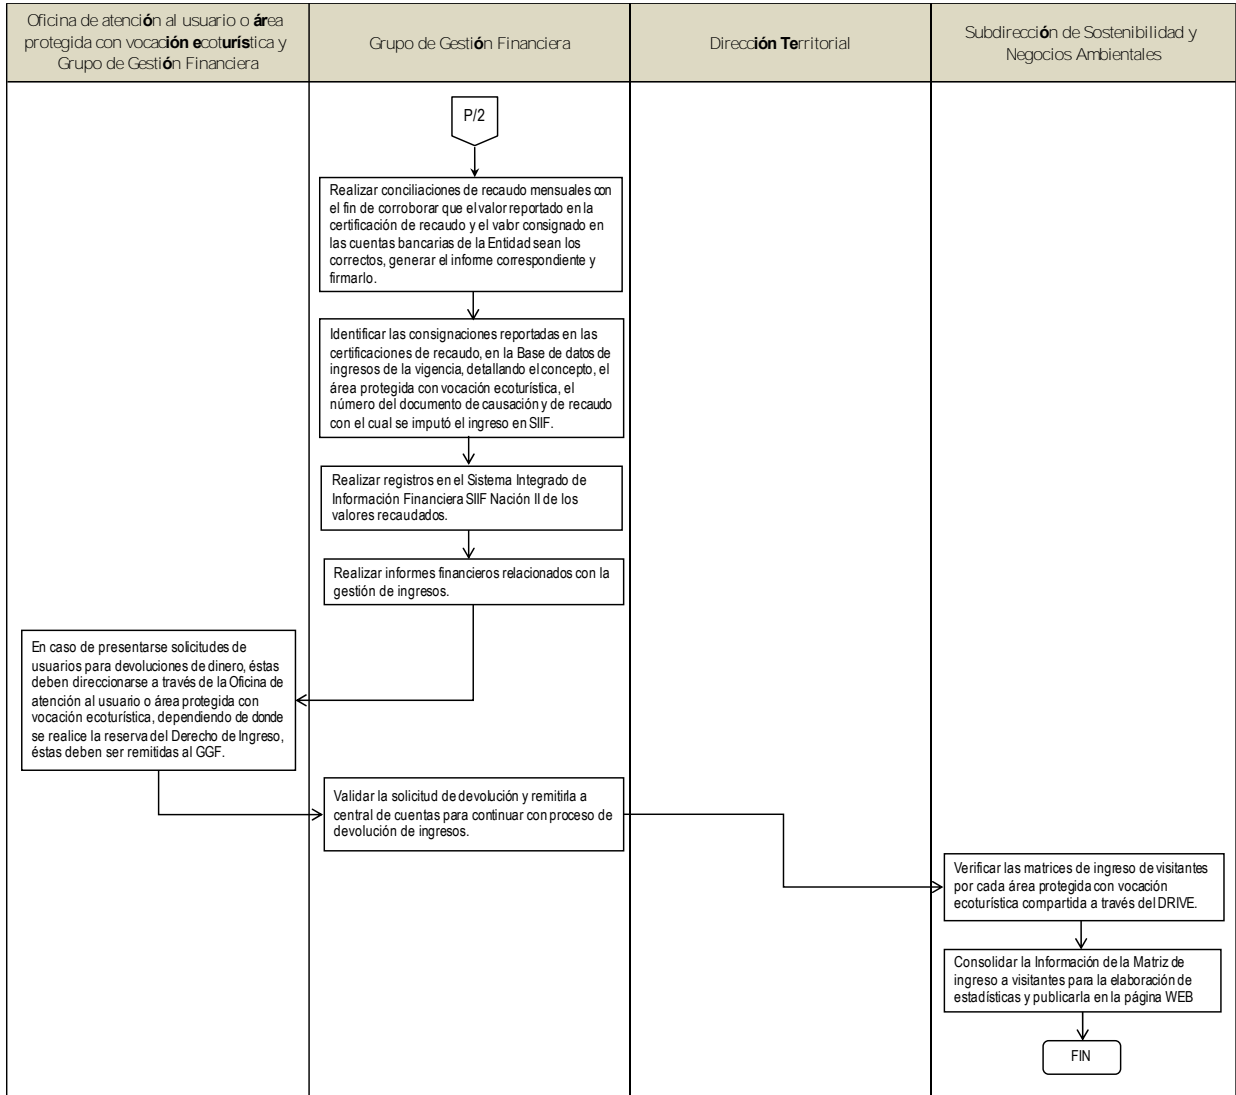 Oficina de atención al usuario o área
protegida con vocación ecoturística y
Grupo de Gestión Financiera
Grupo de Gestión Financiera
Dirección Territorial
Subdirección de Sostenibilidad y
Negocios Ambientales
P/2
Realizar conciliaciones de recaudo mensuales con
el fin de corroborar que el valor reportado en la
certificación de recaudo y el valor consignado en
las cuentas bancarias de la Entidad sean los
correctos, generar el informe correspondiente y
firmarlo.
Identificar las consignaciones reportadas en las
certificaciones de recaudo, en la Base de datos de
ingresos de la vigencia, detallando el concepto, el
área protegida con vocación ecoturística, el
número del documento de causación y de recaudo
con el cual se imputó el ingreso en SIIF.
Realizar registros en el Sistema Integrado de
Información Financiera SIIF Nación II de los
valores recaudados.
Realizar informes financieros relacionados con la
gestión de ingresos.
En caso de presentarse solicitudes de
usuarios para devoluciones de dinero, éstas
deben direccionarse a través de la Oficina de
atención al usuario o área protegida con
vocación ecoturística, dependiendo de donde
se realice la reserva del Derecho de Ingreso,
éstas deben ser remitidas al GGF.
Validar la solicitud de devolución y remitirla a
central de cuentas para continuar con proceso de
devolución de ingresos.
Verificar las matrices de ingreso de visitantes
por cada área protegida con vocación
ecoturística compartida a través del DRIVE.
Consolidar la Información de la Matriz de
ingreso a visitantes para la elaboración de
estadísticas y publicarla en la página WEB
FIN